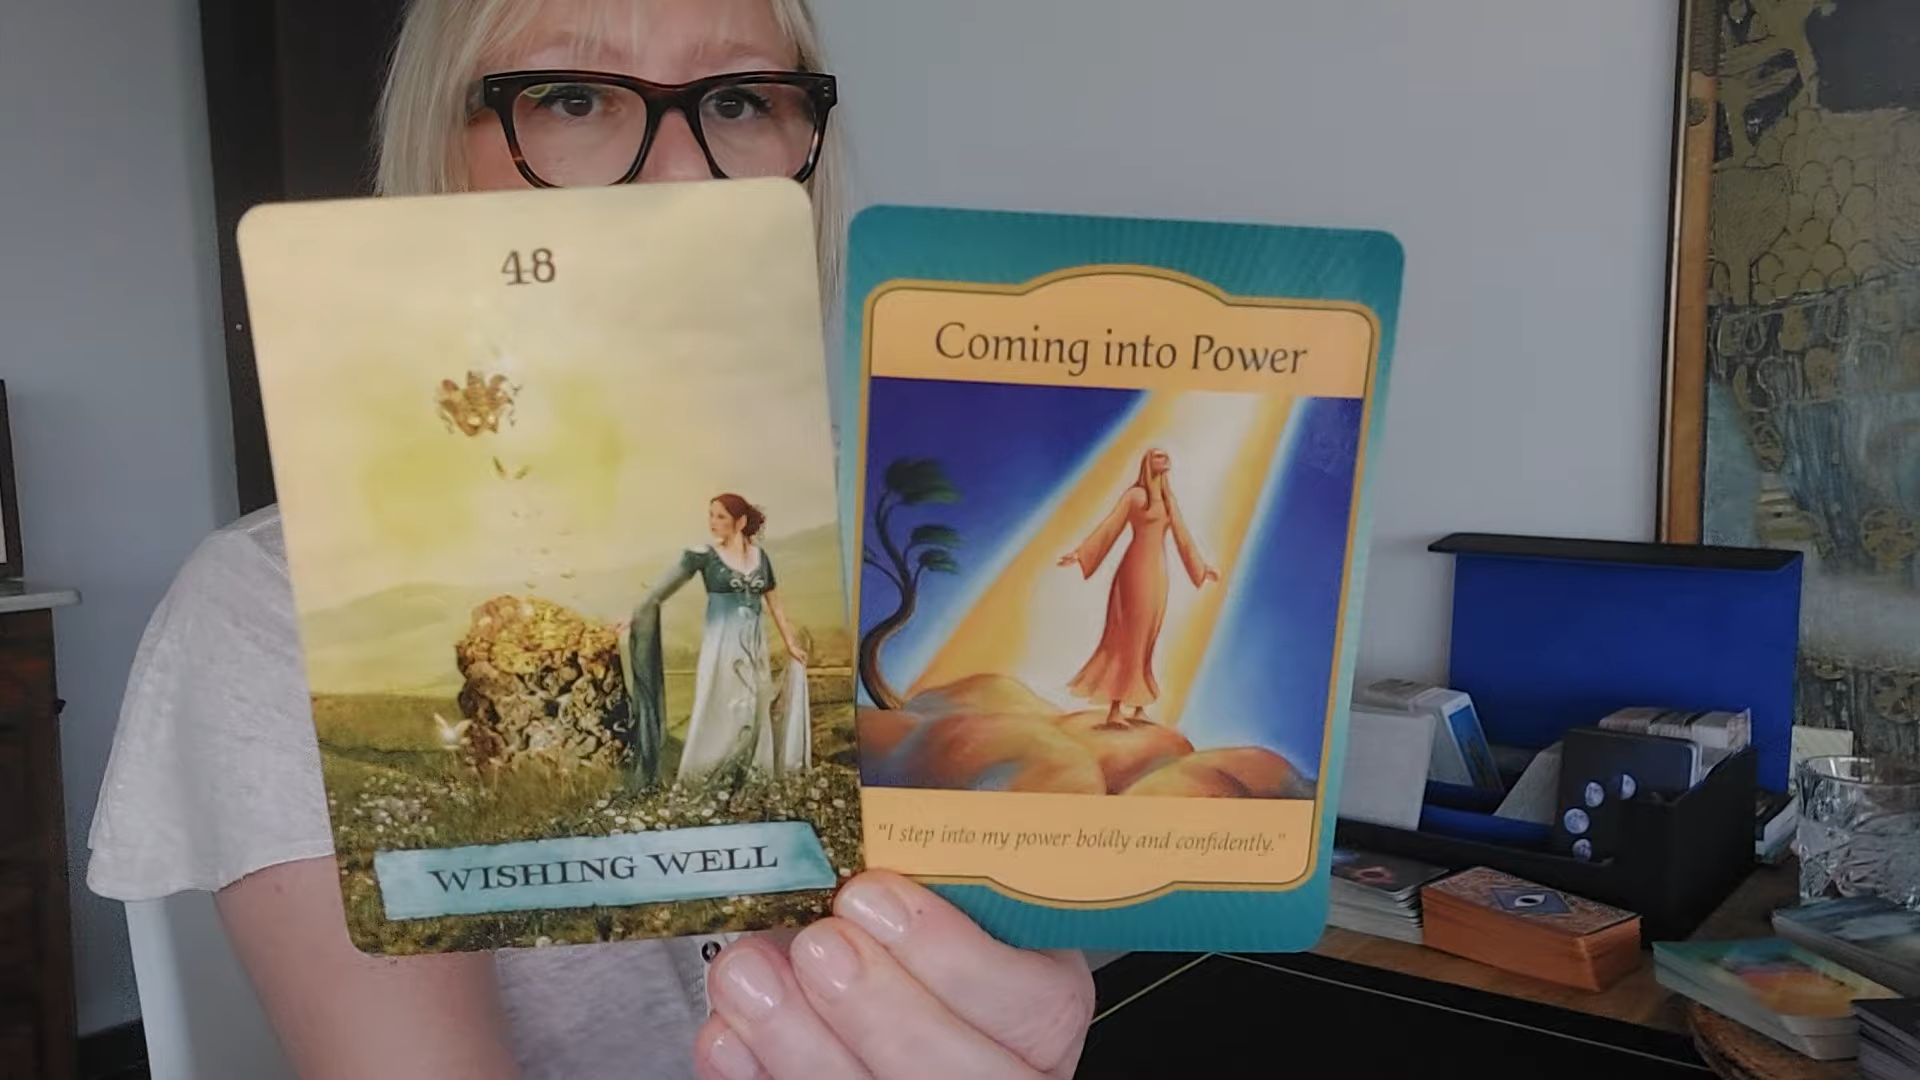 48
WISHING WELL
Coming into Power
"I step into my power boldly and confidently."